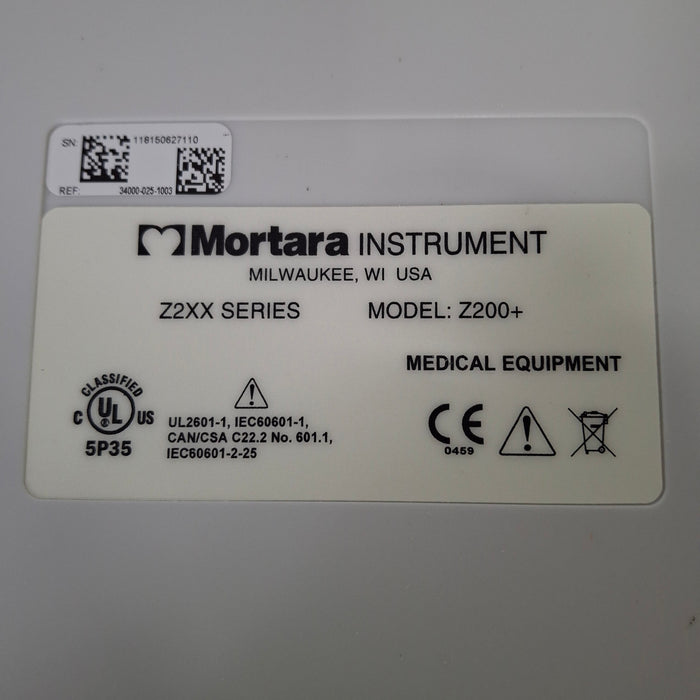 SN: 116150627110
REF: 34000-025-1003
Mortara INSTRUMENT
MILWAUKEE, WI USA
Z2XX SERIES MODEL: Z200+
MEDICAL EQUIPMENT
CLASSIFIED
C UL US
®
5P35
UL2601-1, IEC60601-1,
CAN/CSA C22.2 No. 601.1,
IEC60601-2-25
CE
0459